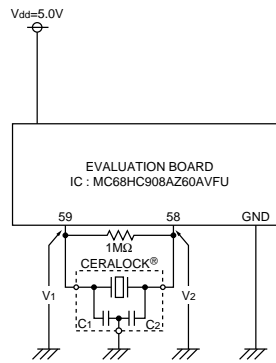 Vdd=5.0V
EVALUATION BOARD
IC : MC68HC908AZ60AVFU
59
58
GND
1MΩ
CERALOCK®
V1
V2
C1
C2